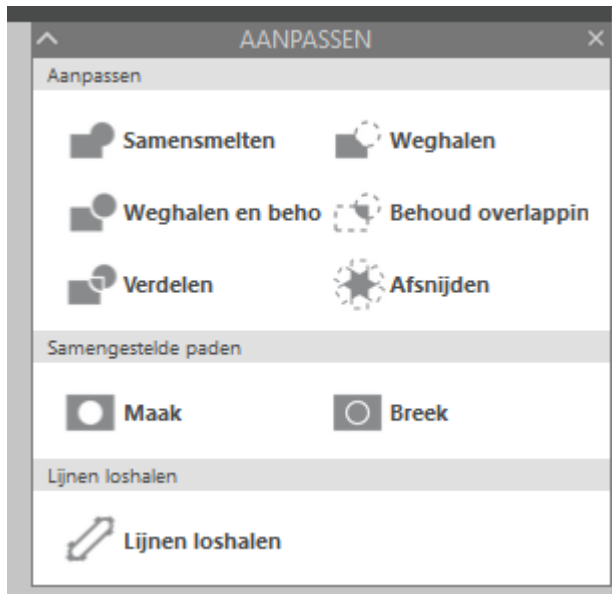 AANPASSEN
Aanpassen
Samensmelten Weghalen
Weghalen en beho Behoud overlappin
Verdelen Afsnijden
Samengestelde paden
Maak Breek
Lijnen loshalen
Lijnen loshalen